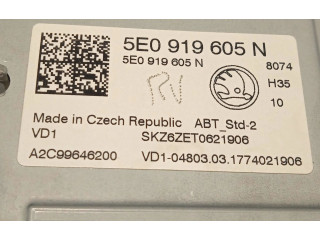 5E0 919 605 N
5E0 919 605 N
8074
H35
10
Made in Czech Republic ABT_Std-2
VD1 SKZ6ZET0621906
A2C99646200 VD1-04803.03.1774021906